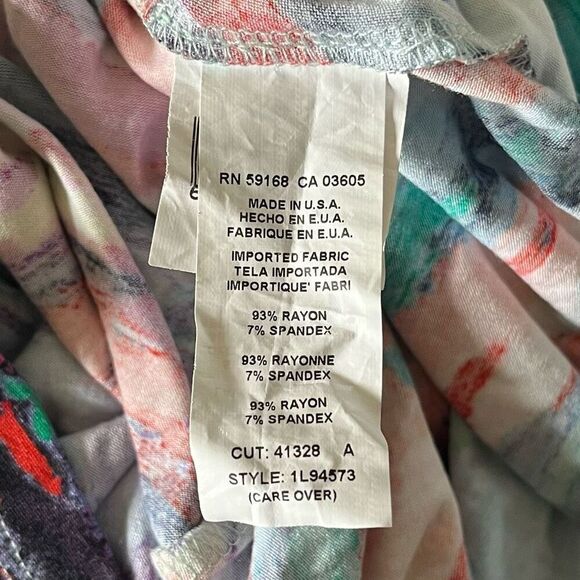 RN 59168 CA 03605
MADE IN U.S.A.
HECHO EN E.U.A.
FABRIQUE EN E.U.A.
IMPORTED FABRIC
TELA IMPORTADA
IMPORTIQUE' FABRI
93% RAYON
7% SPANDEX
93% RAYONNE
7% SPANDEX
93% RAYON
7% SPANDEX
CUT: 41328 A
STYLE: 1L94573
(CARE OVER)